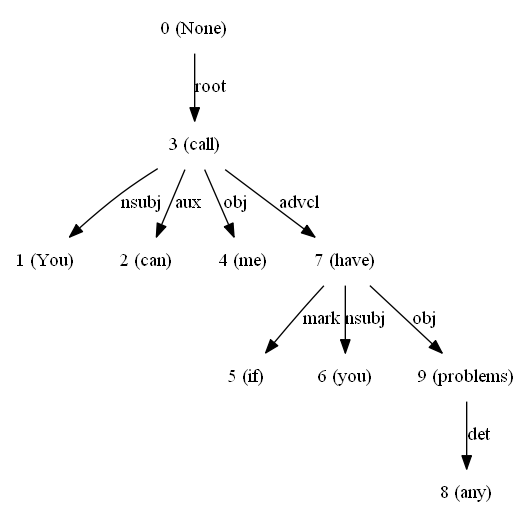 0 (None)
root
3 (call)
nsubj aux obj advcl
1 (You) 2 (can) 4 (me) 7 (have)
mark nsubj obj
5 (if) 6 (you) 9 (problems)
det
8 (any)